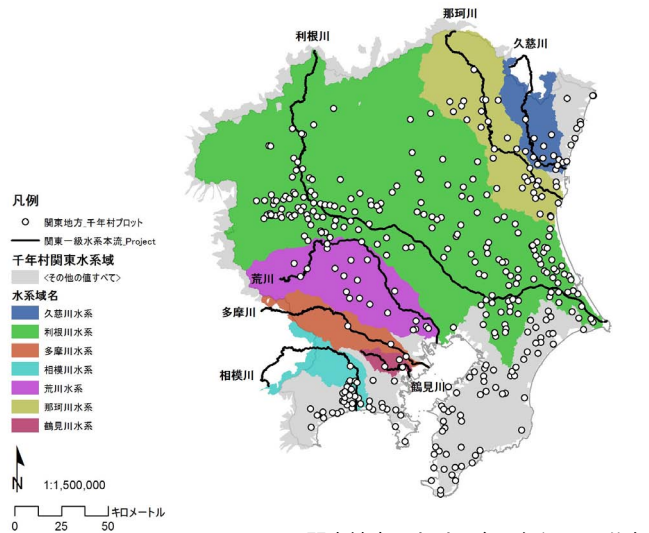 那珂川
利根川
久慈川
荒川
多摩川
相模川
鶴見川
凡例
関東地方_千年村プロット
関東一級水系本流_Project
千年村関東水系域
<その他の値すべて>
水系域名
久慈川水系
利根川水系
多摩川水系
相模川水系
荒川水系
那珂川水系
鶴見川水系
N
1:1,500,000
キロメートル
0 25 50